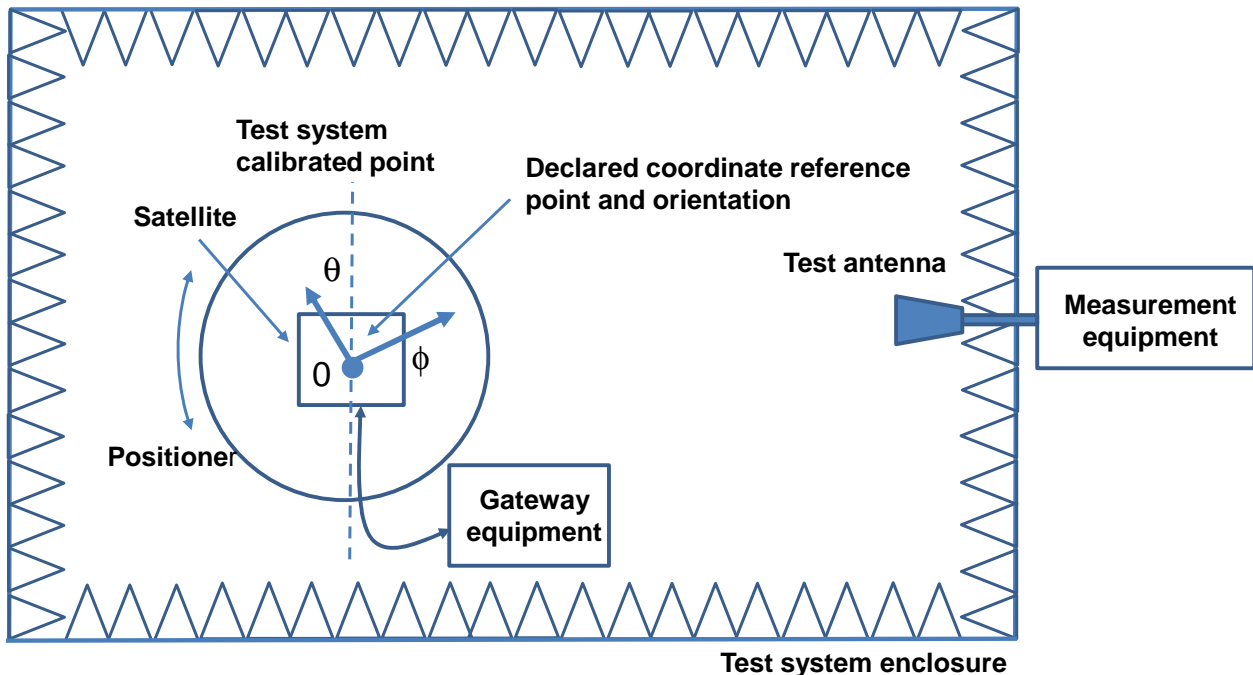 Test system
calibrated point
Declared coordinate reference
point and orientation
Satellite
θ
Test antenna
Measurement
equipment
0
ϕ
Positioner
Gateway
equipment
Test system enclosure